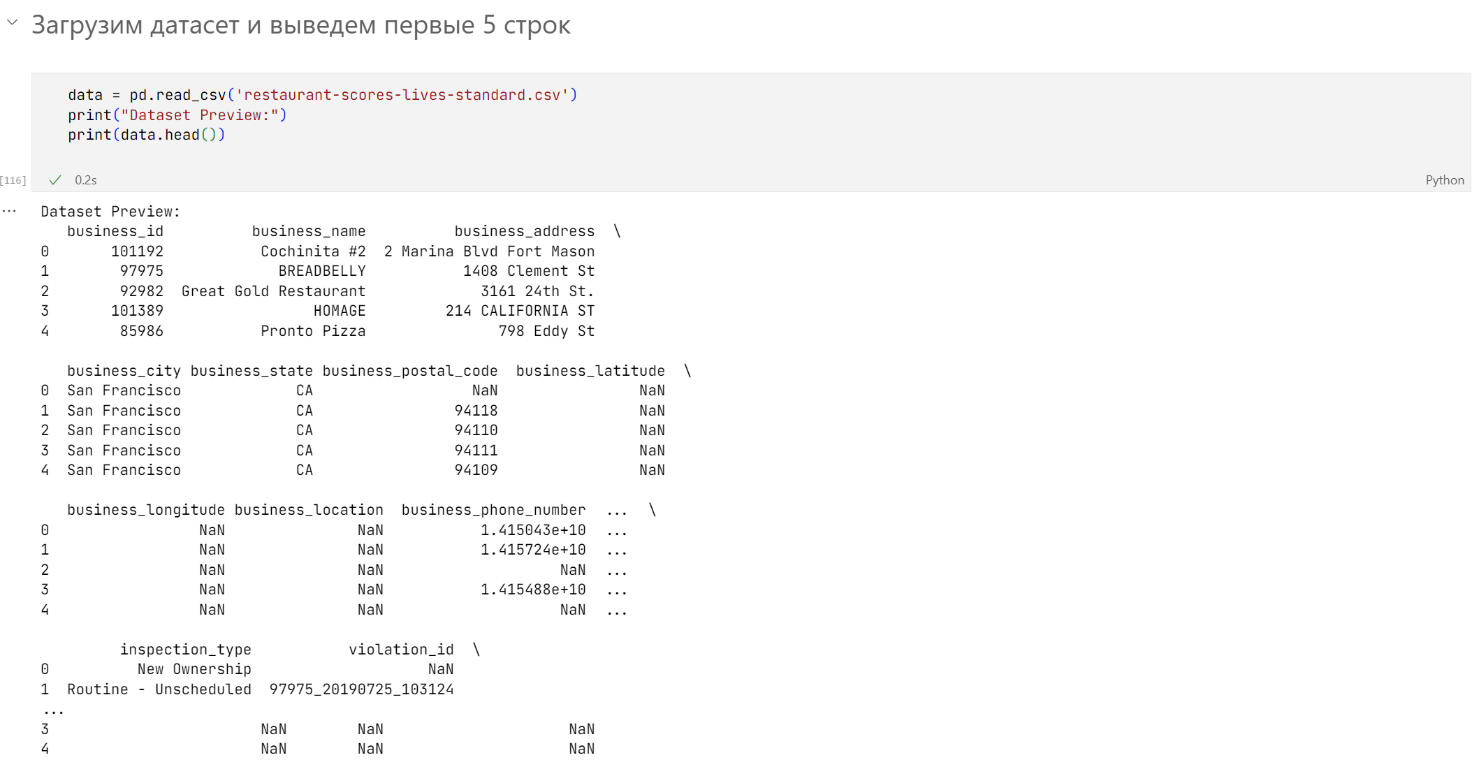 Загрузим датасет и выведем первые 5 строк
data = pd.read_csv('restaurant-scores-lives-standard.csv')
print("Dataset Preview:")
print(data.head())
[116]
0.2s
Python
...
Dataset Preview:
   business_id          business_name          business_address  \
0       101192           Cochinita #2  2 Marina Blvd Fort Mason
1        97975             BREADBELLY           1408 Clement St
2        92982  Great Gold Restaurant             3161 24th St.
3       101389                 HOMAGE         214 CALIFORNIA ST
4        85986           Pronto Pizza               798 Eddy St
   business_city business_state business_postal_code  business_latitude  \
0  San Francisco             CA                  NaN                NaN
1  San Francisco             CA                94118                NaN
2  San Francisco             CA                94110                NaN
3  San Francisco             CA                94111                NaN
4  San Francisco             CA                94109                NaN
   business_longitude business_location  business_phone_number  ...  \
0                 NaN               NaN           1.415043e+10  ...
1                 NaN               NaN           1.415724e+10  ...
2                 NaN               NaN                    NaN  ...
3                 NaN               NaN           1.415488e+10  ...
4                 NaN               NaN                    NaN  ...
         inspection_type           violation_id  \
0          New Ownership                    NaN
1  Routine - Unscheduled  97975_20190725_103124
...
3                        NaN        NaN                     NaN
4                        NaN        NaN                     NaN